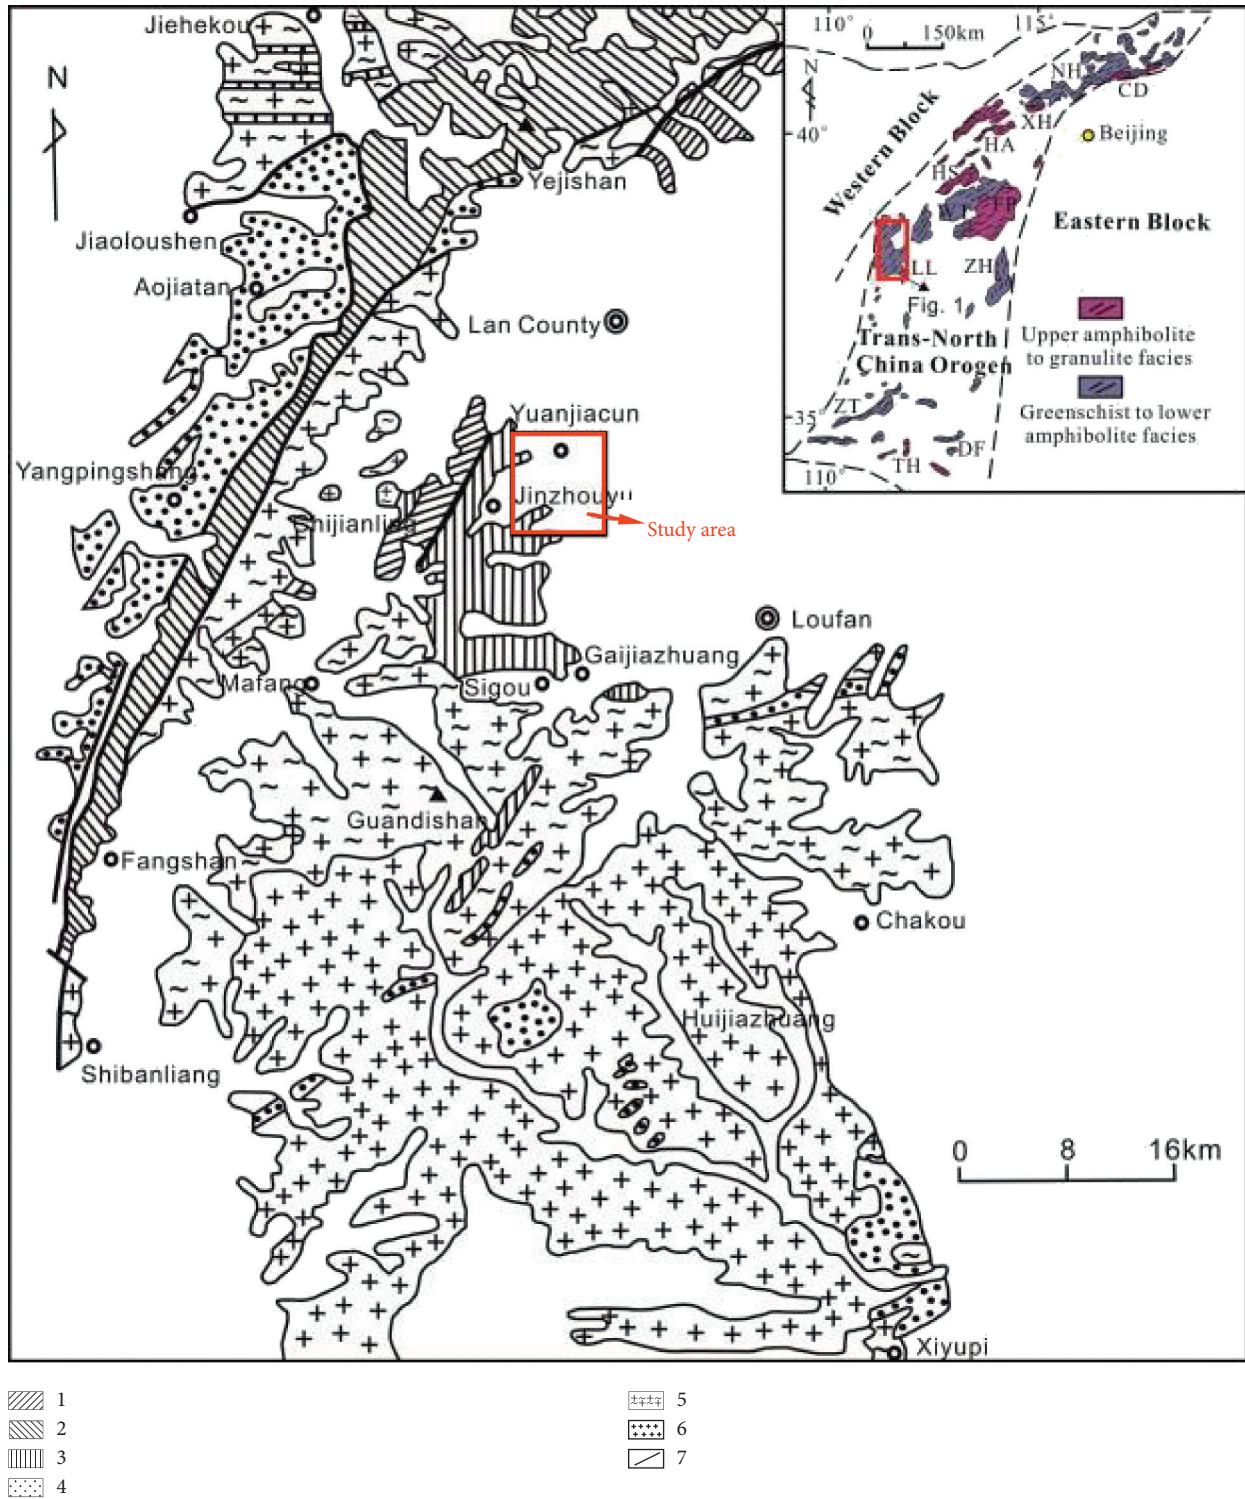 Jiehekou
N
Yejishan
Jiaoloushen
Aojiatan
Lan County
Yuanjiacun
Yangpingshang
Jinzhouyu
Shijianling
Study area
Loufan
Gaijiazhuang
Mafang
Sigou
Guandishan
Fangshan
Chakou
Huijiazhuang
Shibanliang
0 8 16km
Xiyupi
110° 115°
0 150km
N
NH
CD
XH
40°
Beijing
HA
Western Block
HS
WT
FP
Eastern Block
LL
ZH
Fig. 1
Trans-North
China Orogen
Upper amphibolite
to granulite facies
Greenschist to lower
amphibolite facies
ZT
35°
DF
TH
110°
1
2
3
4
5
6
7